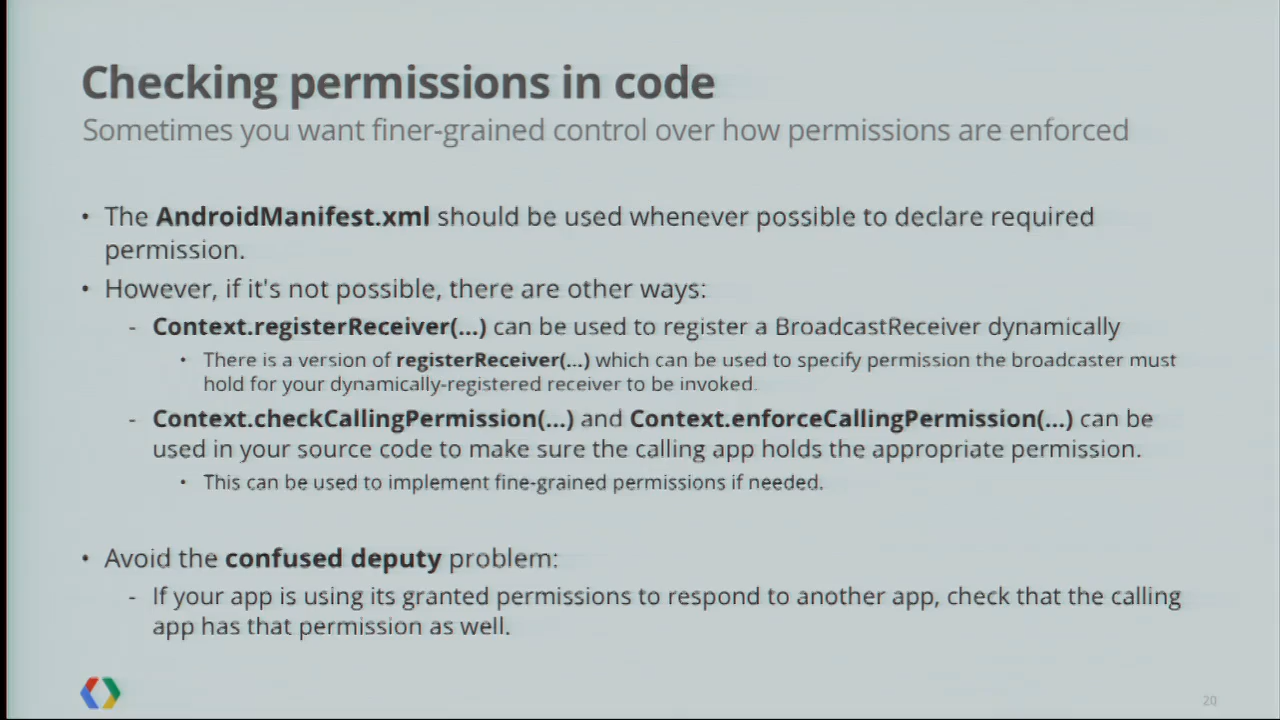 Checking permissions in code
Sometimes you want finer-grained control over how permissions are enforced
• The AndroidManifest.xml should be used whenever possible to declare required
permission.
• However, if it's not possible, there are other ways:
- Context.registerReceiver(...) can be used to register a BroadcastReceiver dynamically
• There is a version of registerReceiver(...) which can be used to specify permission the broadcaster must
hold for your dynamically-registered receiver to be invoked.
- Context.checkCallingPermission(...) and Context.enforceCallingPermission(...) can be
used in your source code to make sure the calling app holds the appropriate permission.
• This can be used to implement fine-grained permissions if needed.
• Avoid the confused deputy problem:
- If your app is using its granted permissions to respond to another app, check that the calling
app has that permission as well.
20